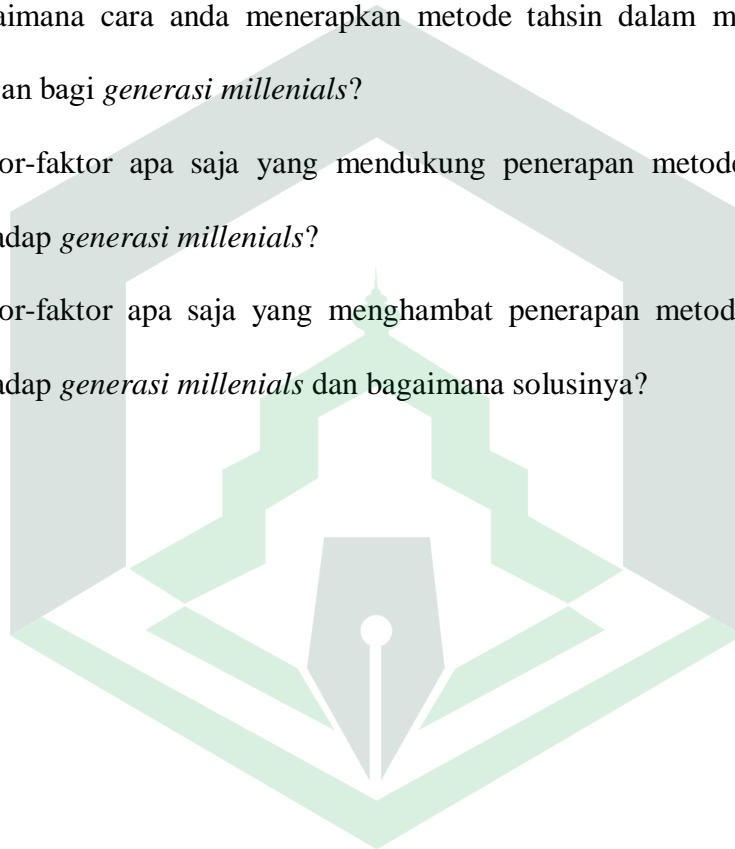 aimana cara anda menerapkan metode tahsin dalam m
an bagi generasi millenials?
or-faktor apa saja yang mendukung penerapan metode
adap generasi millenials?
or-faktor apa saja yang menghambat penerapan metod
adap generasi millenials dan bagaimana solusinya?